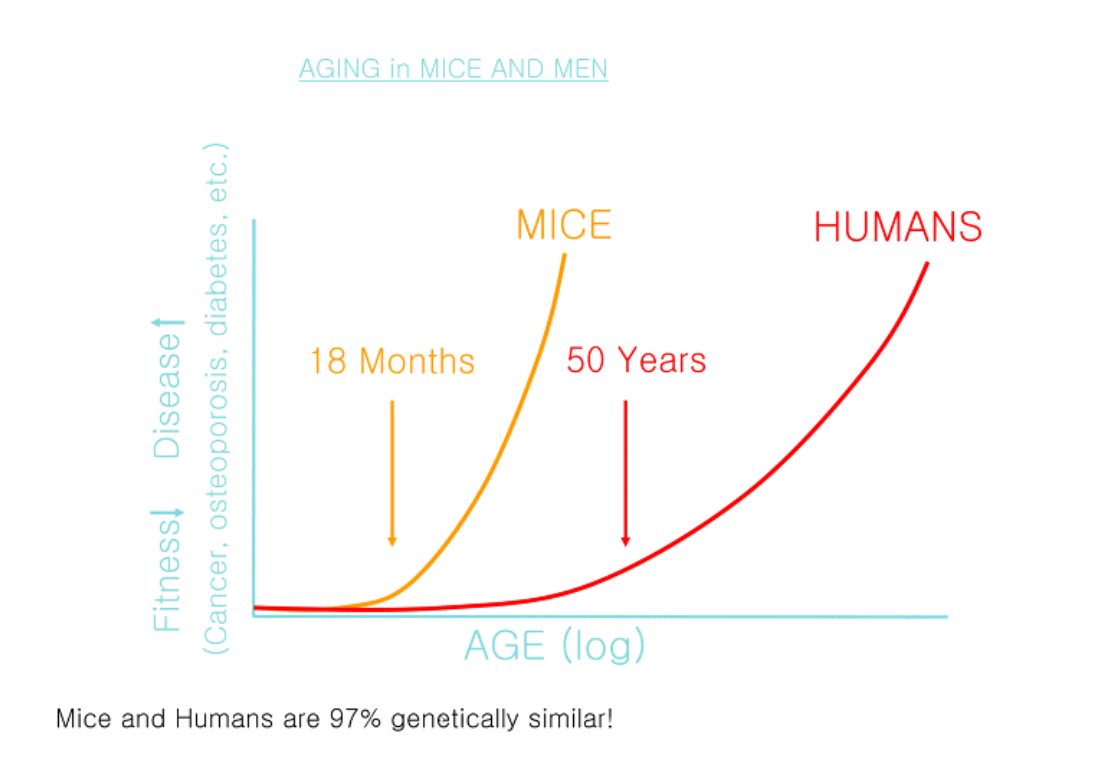 AGING in MICE AND MEN
MICE
HUMANS
18 Months
50 Years
Fitness↓ Disease↑
(Cancer, osteoporosis, diabetes, etc.)
AGE (log)
Mice and Humans are 97% genetically similar!